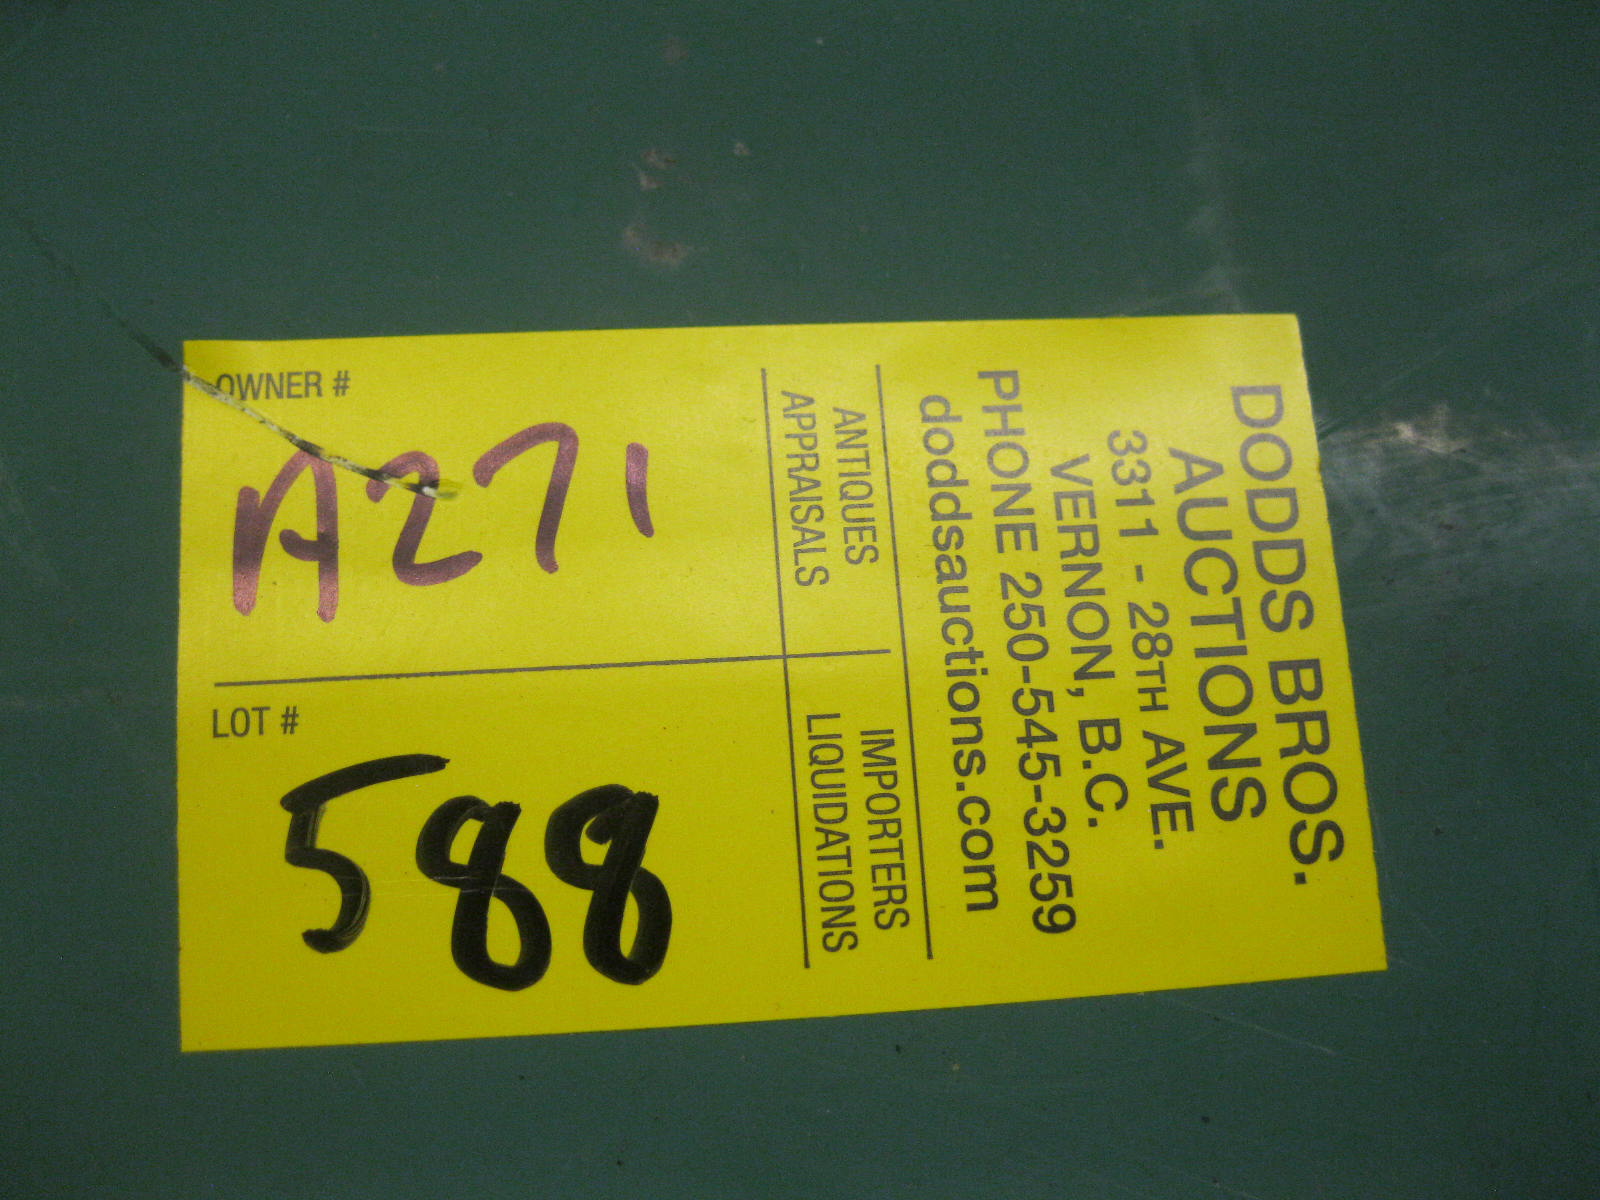 DODDS BROS.
AUCTIONS
3311 - 28TH AVE.
VERNON, B.C.
PHONE 250-545-3259
doddsauctions.com
ANTIQUES
APPRAISALS
IMPORTERS
LIQUIDATIONS
OWNER #
A271
LOT #
588